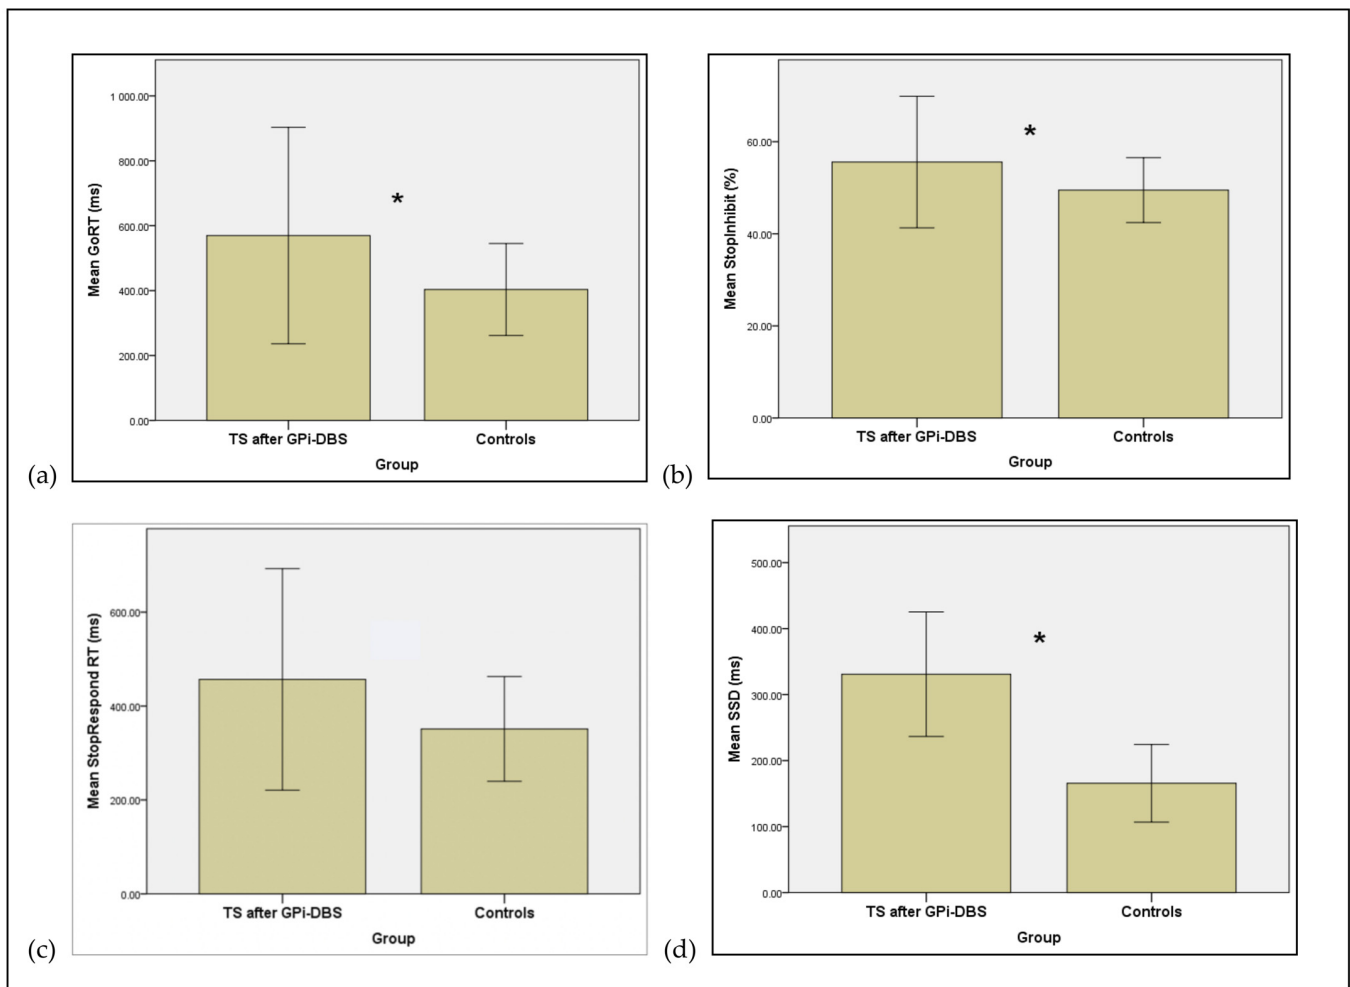 Mean GoRT (ms)
1 000.00
800.00
600.00
400.00
200.00
0.00
*
TS after GPi-DBS Controls
Group
(a)
Mean StopInhibit (%)
60.00
40.00
20.00
0.00
*
TS after GPi-DBS Controls
Group
(b)
Mean StopRespond RT (ms)
600.00
400.00
200.00
0.00
TS after GPi-DBS Controls
Group
(c)
Mean SSD (ms)
500.00
400.00
300.00
200.00
100.00
0.00
*
TS after GPi-DBS Controls
Group
(d)